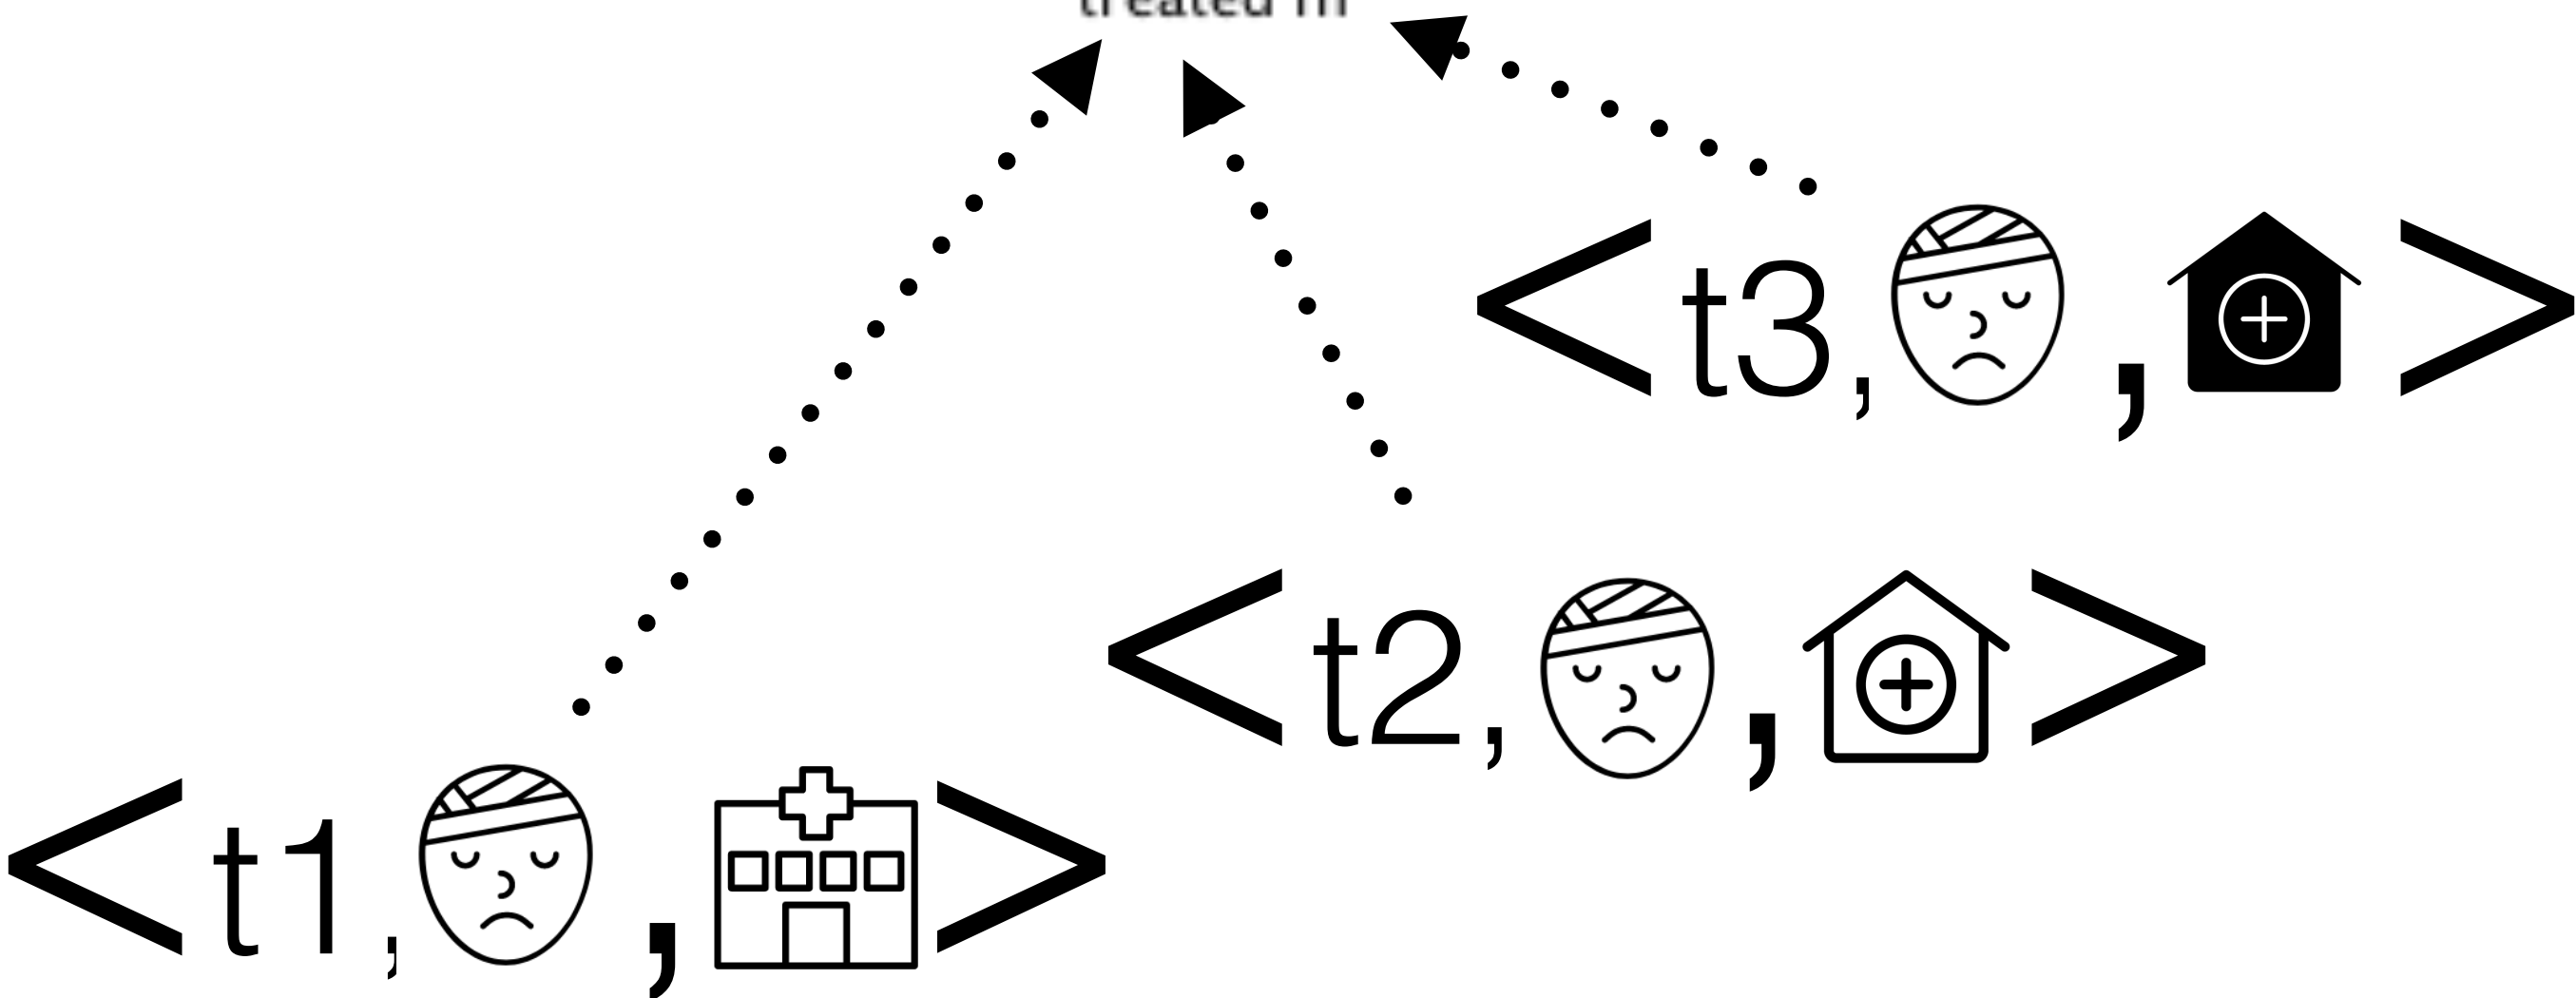 treated in
<t3, , >
<t2, , >
<t1, , >